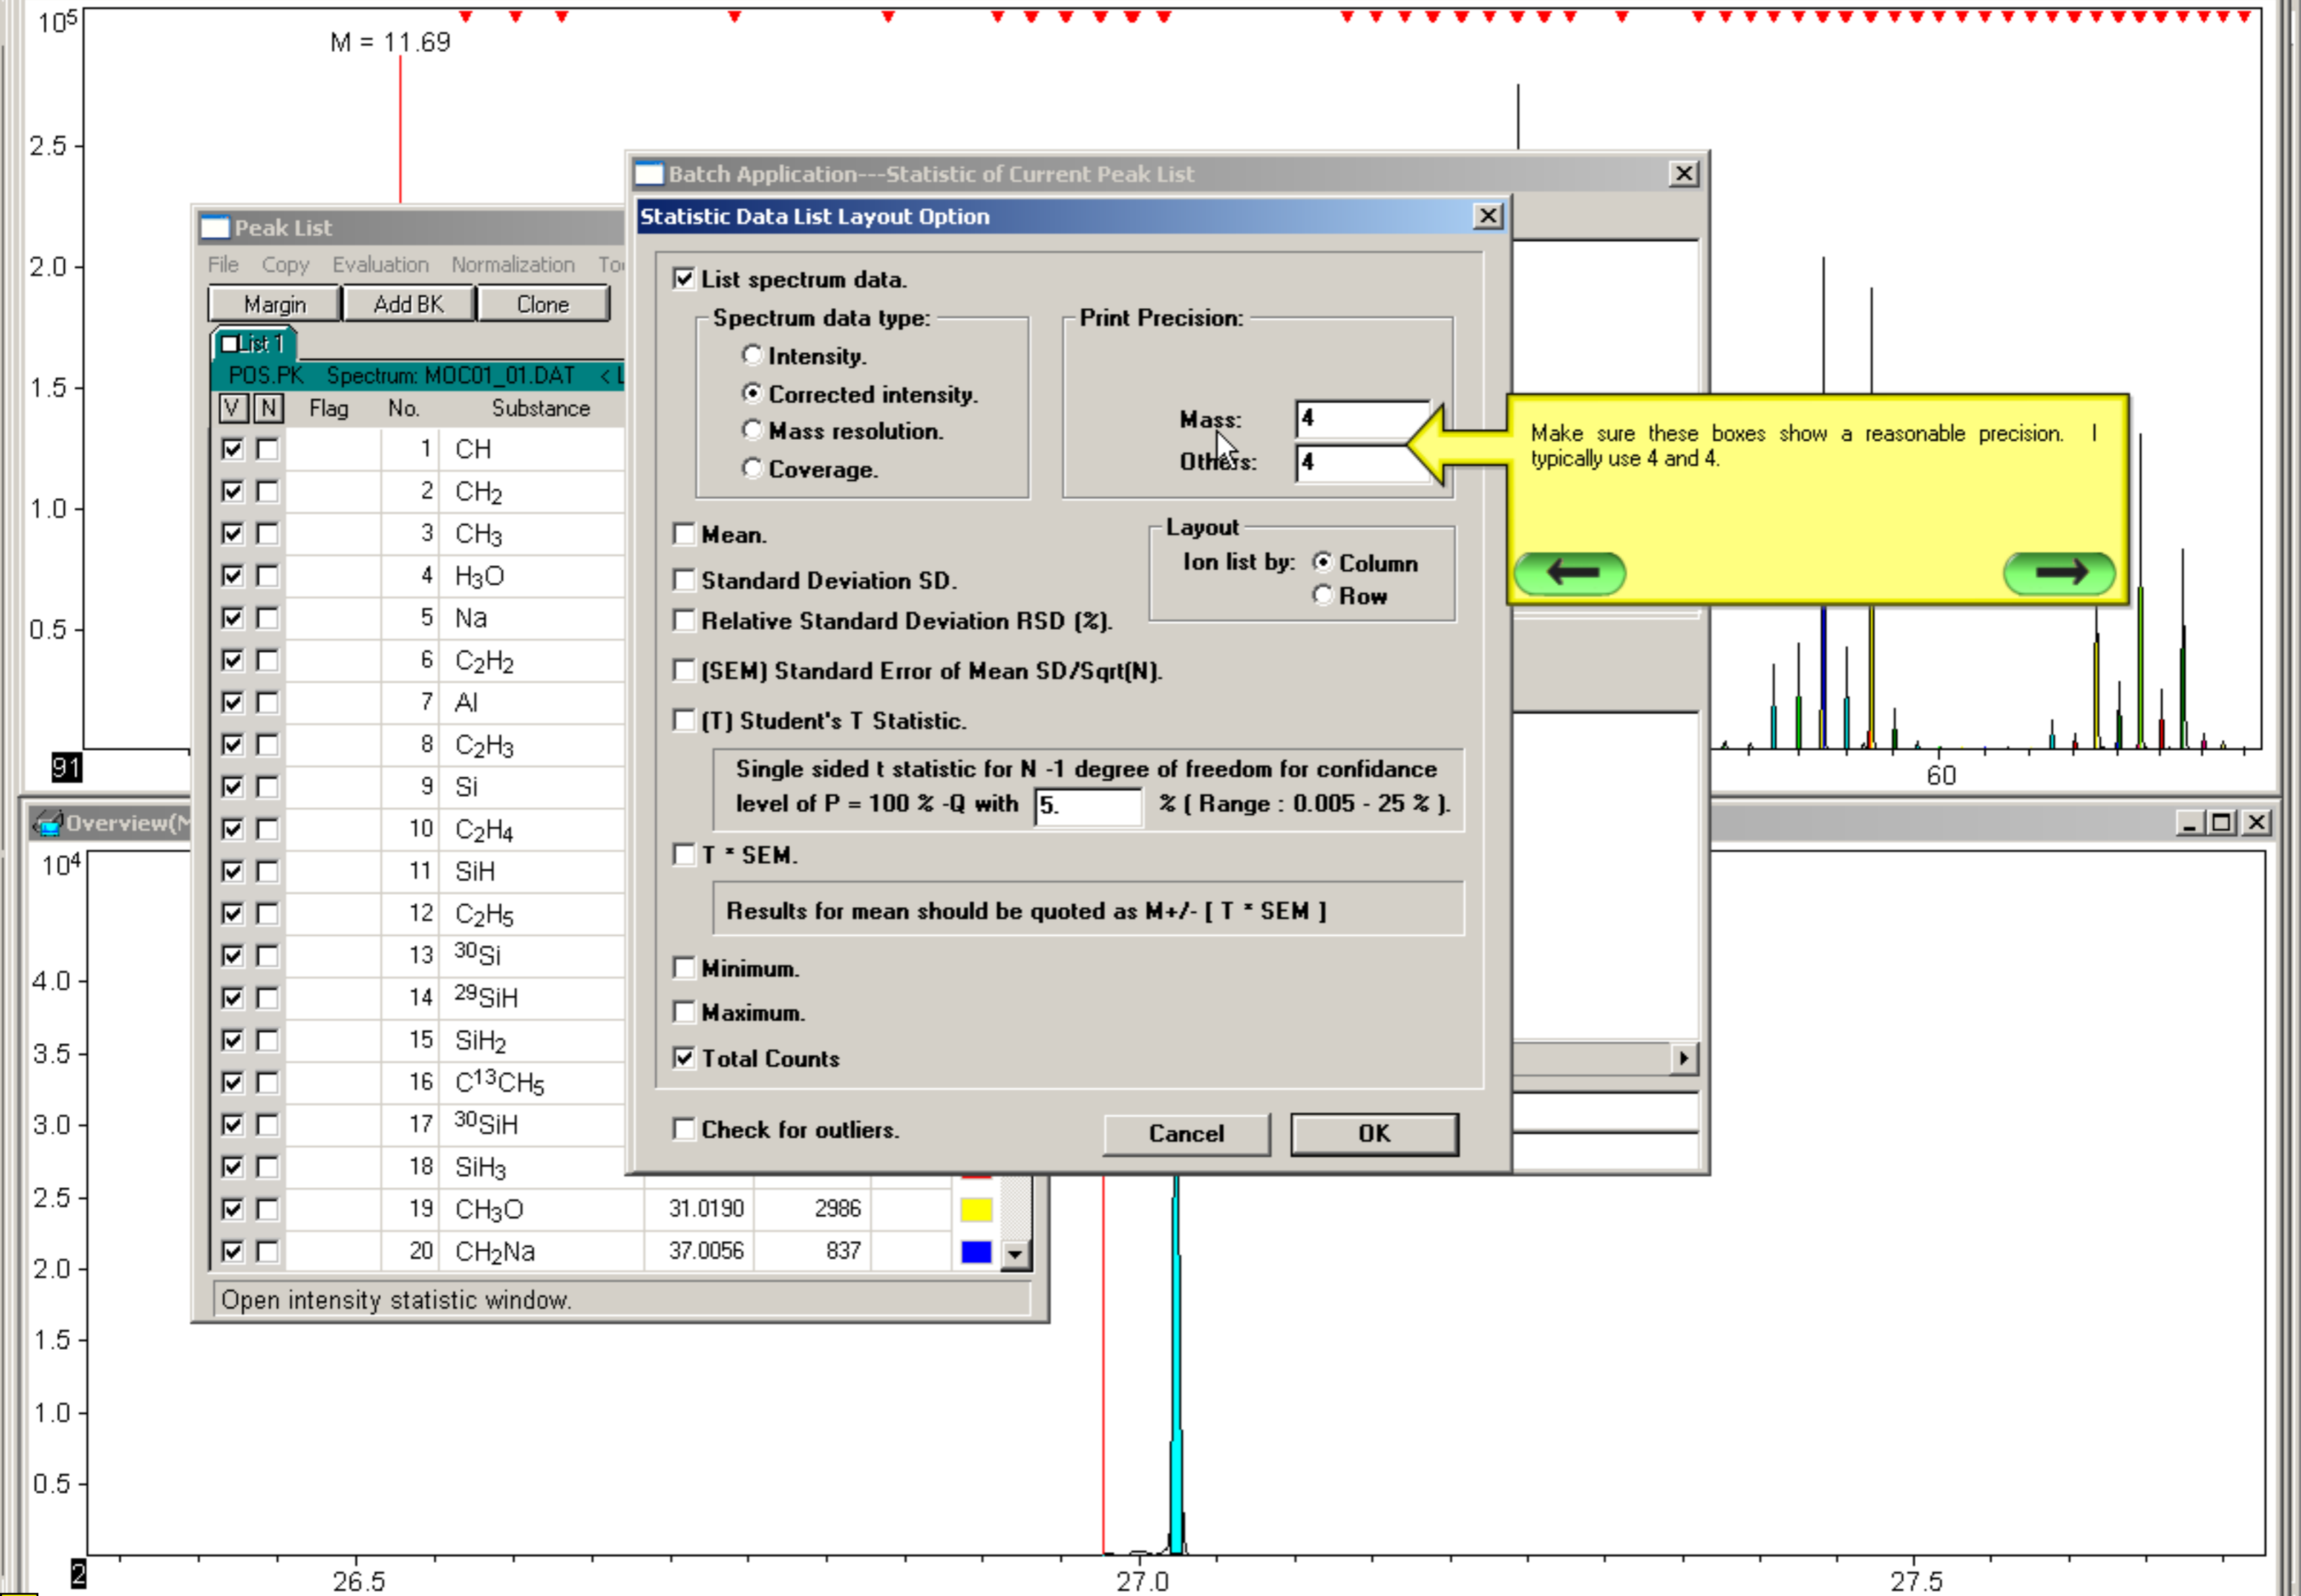 10⁵
M = 11.69
2.5
2.0
1.5
1.0
0.5
91
60
Peak List
File Copy Evaluation Normalization
Margin Add BK Clone
List 1
POS.PK Spectrum: MOC01_01.DAT <
V N Flag No. Substance
1 CH
2 CH₂
3 CH₃
4 H₃O
5 Na
6 C₂H₂
7 Al
8 C₂H₃
9 Si
10 C₂H₄
11 SiH
12 C₂H₅
13 ³⁰Si
14 ²⁹SiH
15 SiH₂
16 C¹³CH₅
17 ³⁰SiH
18 SiH₃
19 CH₃O 31.0190 2986
20 CH₂Na 37.0056 837
Open intensity statistic window.
Batch Application---Statistic of Current Peak List
Statistic Data List Layout Option
List spectrum data.
Spectrum data type:
Intensity.
Corrected intensity.
Mass resolution.
Coverage.
Print Precision:
Mass: 4
Others: 4
Mean.
Standard Deviation SD.
Relative Standard Deviation RSD (%).
Layout
Ion list by: Column
Row
(SEM) Standard Error of Mean SD/Sqrt(N).
(T) Student's T Statistic.
Single sided t statistic for N -1 degree of freedom for confidance
level of P = 100 % -Q with 5. % ( Range : 0.005 - 25 % ).
T * SEM.
Results for mean should be quoted as M+/- [ T * SEM ]
Minimum.
Maximum.
Total Counts
Check for outliers.
Cancel OK
Make sure these boxes show a reasonable precision. I
typically use 4 and 4.
Overview(M
10⁴
4.0
3.5
3.0
2.5
2.0
1.5
1.0
0.5
2
26.5 27.0 27.5